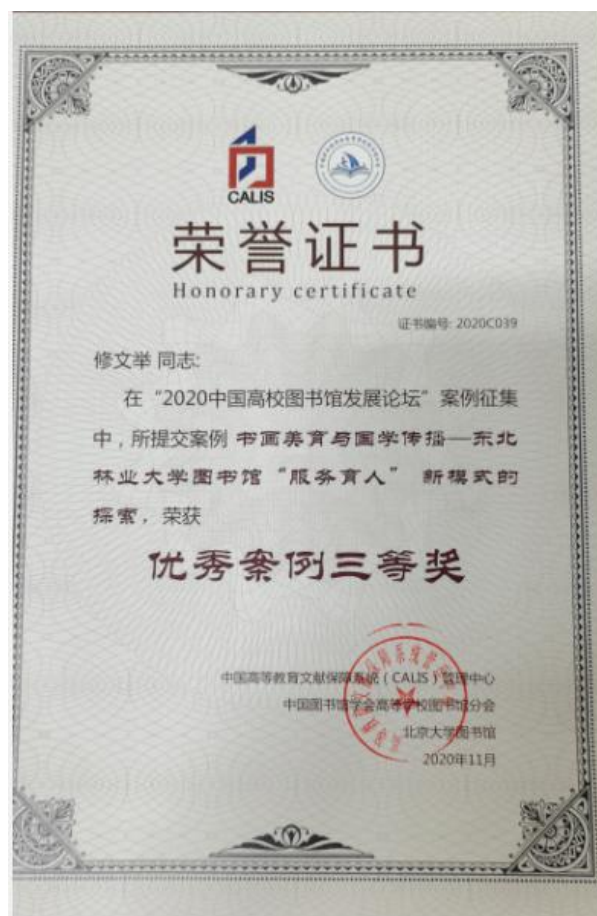 CALIS
荣誉证书
Honorary certificate
证书编号: 2020C039
修文举 同志:
在“2020中国高校图书馆发展论坛”案例征集
中，所提交案例 书画美育与国学传播—东北
林业大学图书馆“服务育人” 新模式的
探索，荣获
优秀案例三等奖
中国高等教育文献保障系统（CALIS）管理中心
中国图书馆学会高等学校图书馆分会
北京大学图书馆
2020年11月